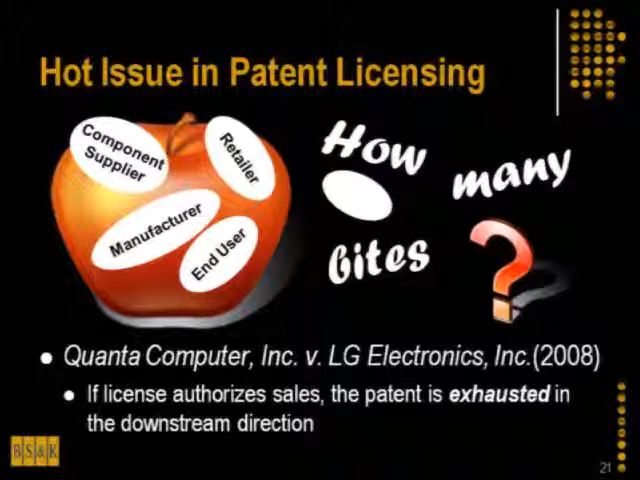 Hot Issue in Patent Licensing
Component
Supplier
Retailer
Manufacturer
End User
How
many
bites
?
Quanta Computer, Inc. v. LG Electronics, Inc.(2008)
If license authorizes sales, the patent is exhausted in
the downstream direction
BS&K
21